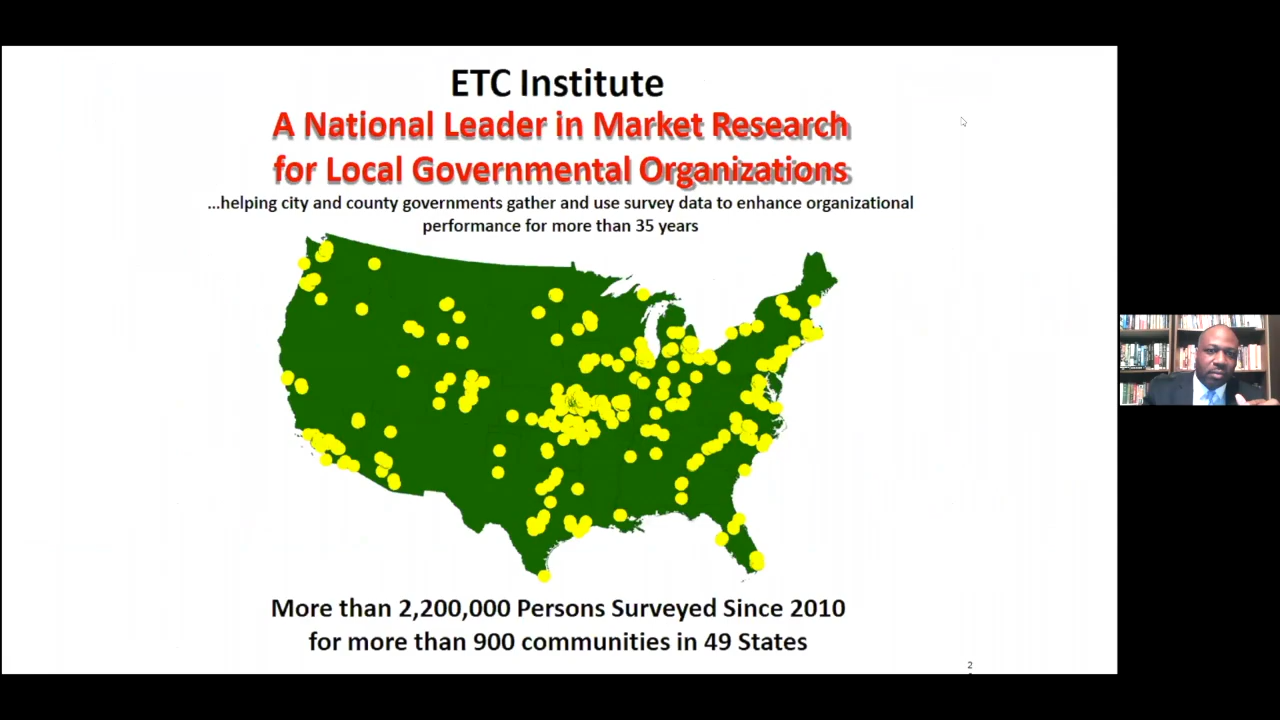 ETC Institute
A National Leader in Market Research
for Local Governmental Organizations
...helping city and county governments gather and use survey data to enhance organizational
performance for more than 35 years
More than 2,200,000 Persons Surveyed Since 2010
for more than 900 communities in 49 States
2